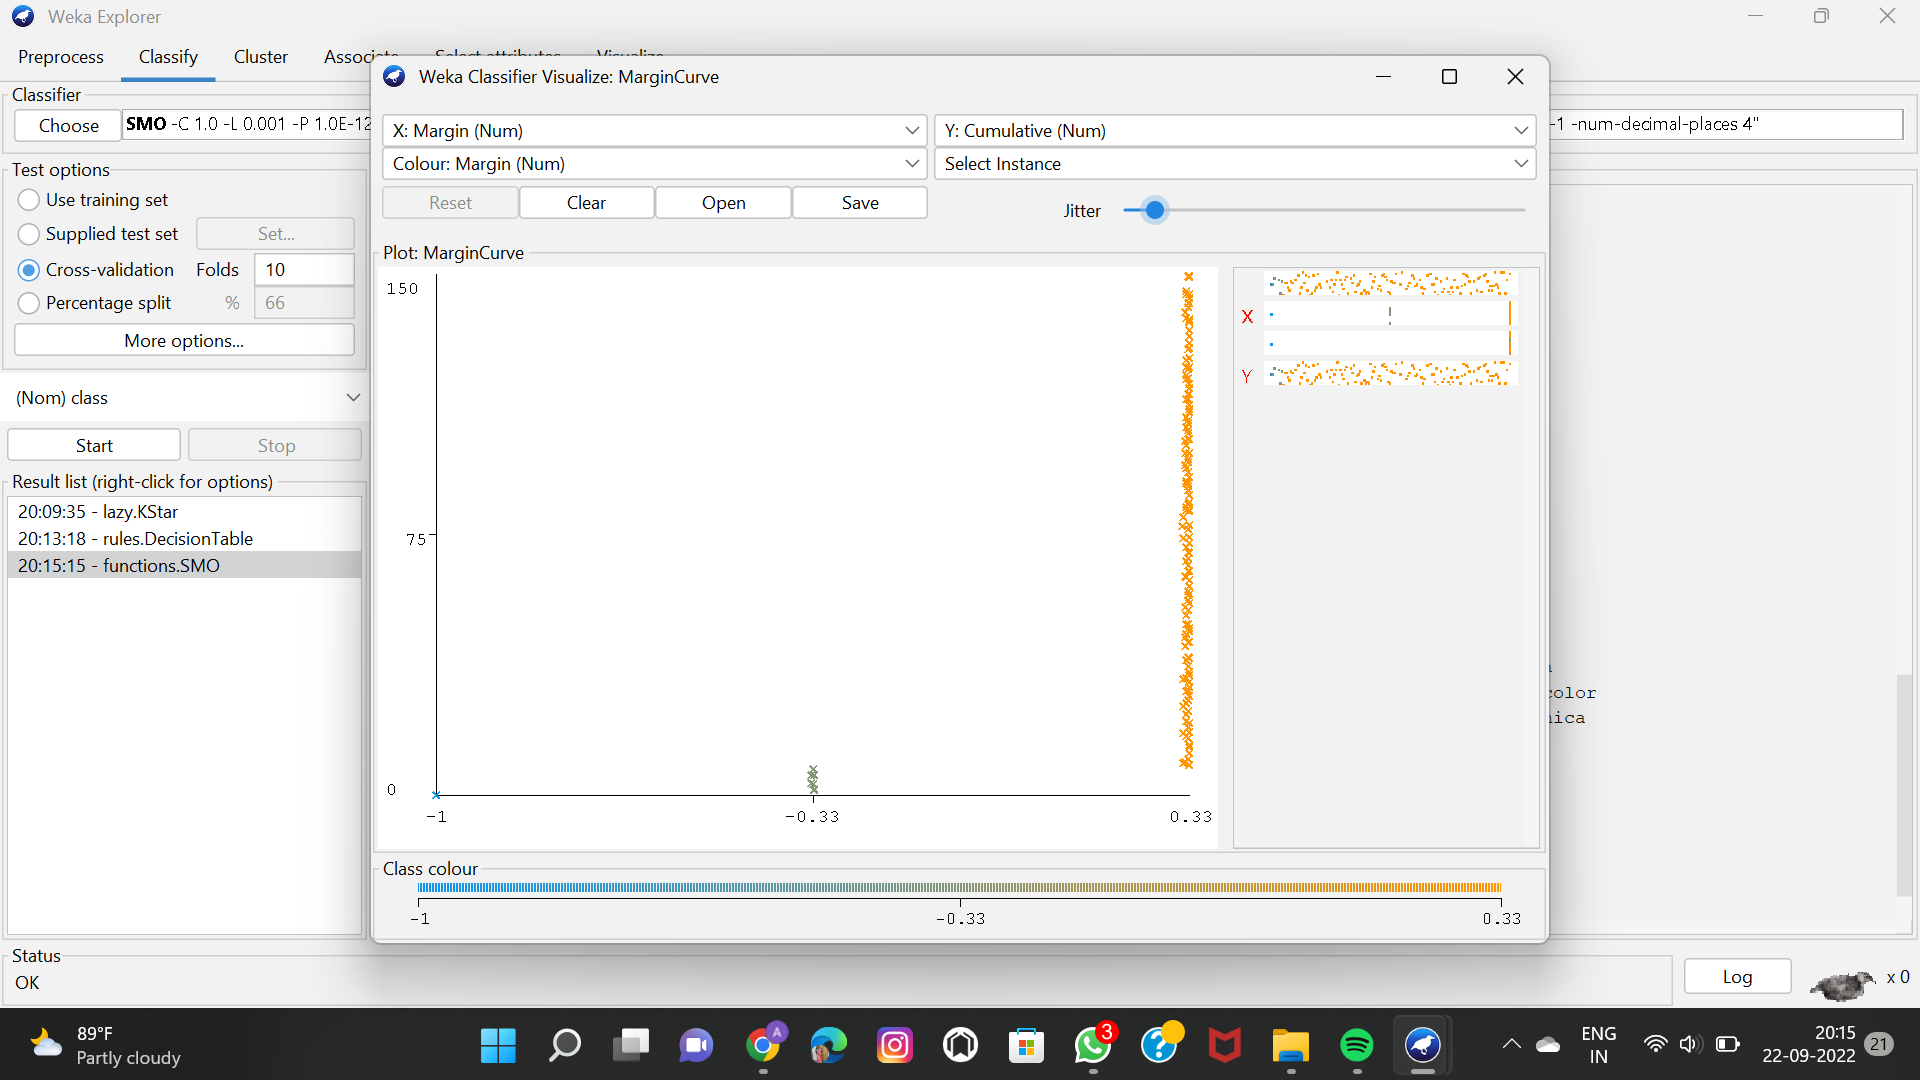 Weka Explorer
Preprocess Classify Cluster Associate Select attributes Visualize
Classifier
Choose SMO -C 1.0 -L 0.001 -P 1.0E-12 -1 -num-decimal-places 4"
Test options
Use training set
Supplied test set Set...
Cross-validation Folds 10
Percentage split % 66
More options...
(Nom) class
Start Stop
Result list (right-click for options)
20:09:35 - lazy.KStar
20:13:18 - rules.DecisionTable
20:15:15 - functions.SMO
Weka Classifier Visualize: MarginCurve
X: Margin (Num) Y: Cumulative (Num)
Colour: Margin (Num) Select Instance
Reset Clear Open Save Jitter
Plot: MarginCurve
150
75
0
-1 -0.33 0.33
X
Y
Class colour
-1 -0.33 0.33
color
ica
Status
OK
Log x 0
89°F
Partly cloudy
A
3
ENG
IN
20:15
22-09-2022
21